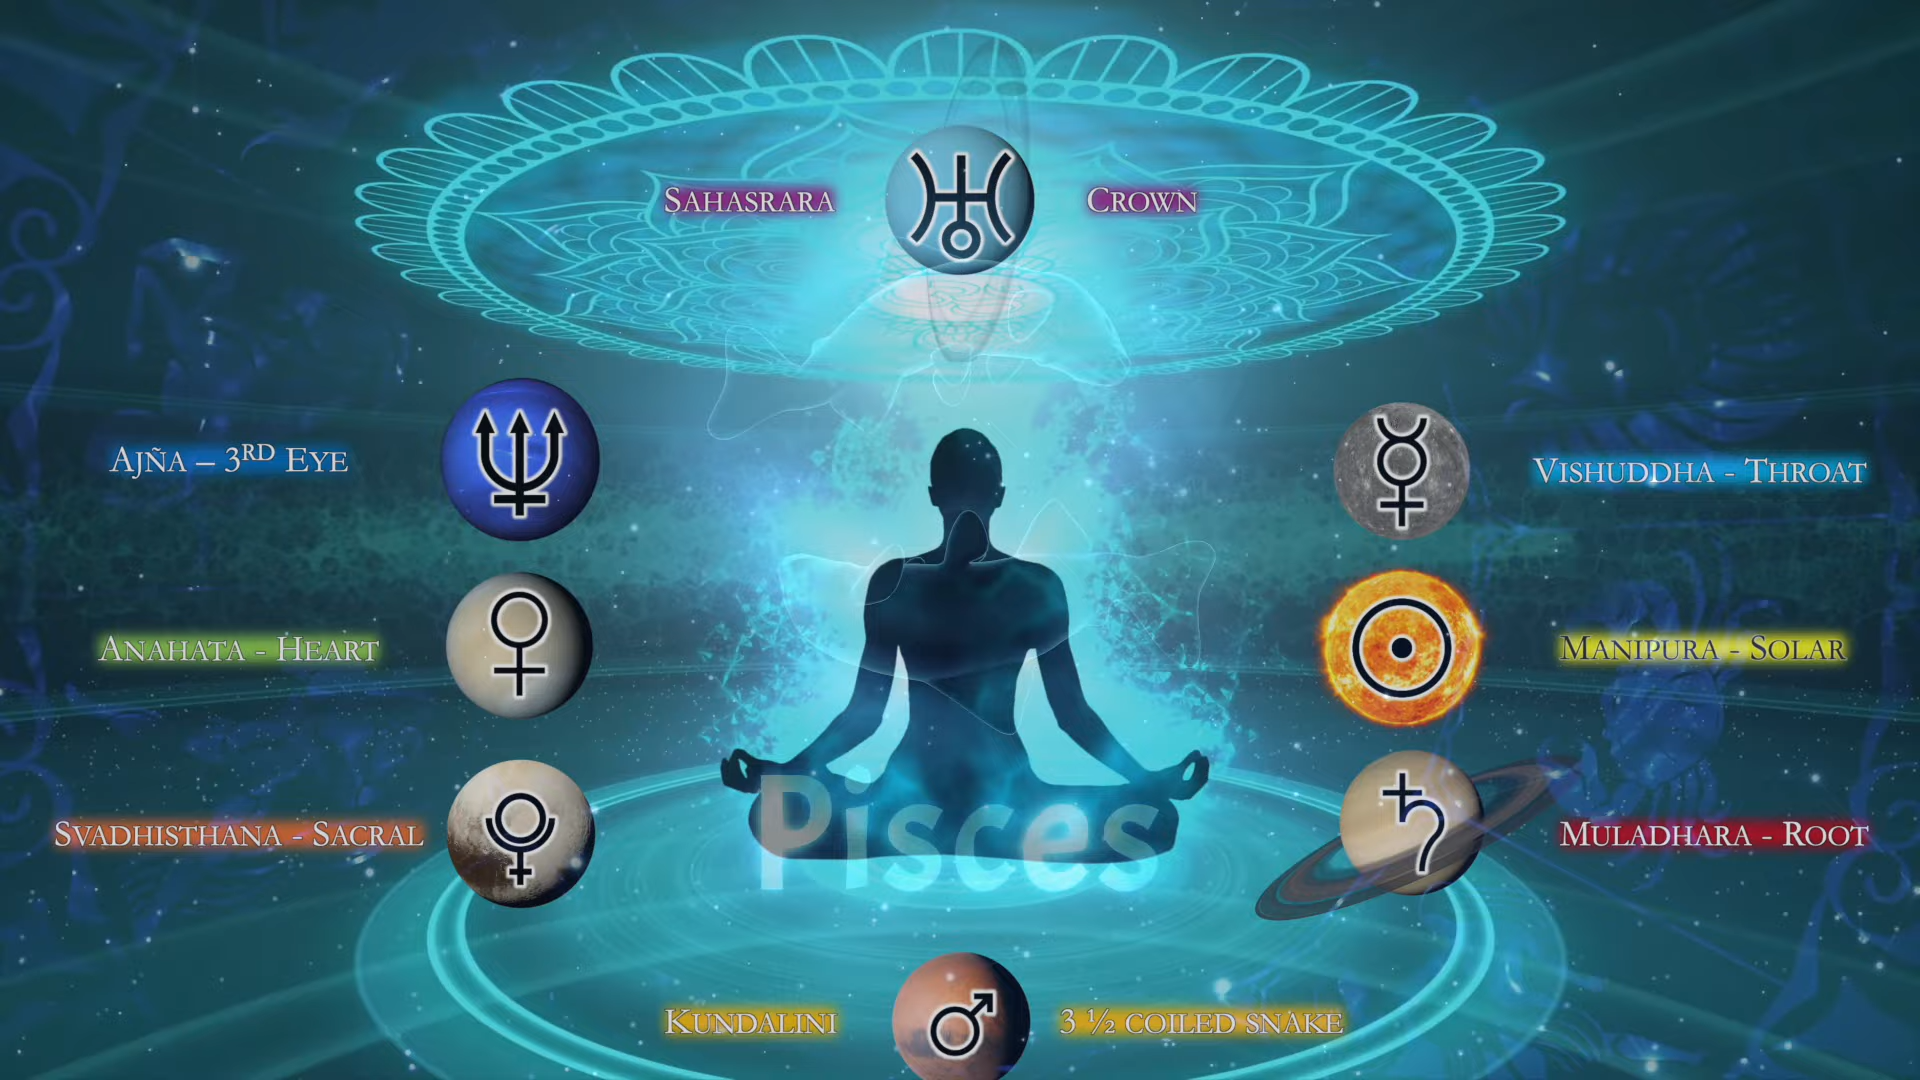 SAHASRARA
CROWN
AJÑA – 3RD EYE
VISHUDDHA - THROAT
ANAHATA - HEART
MANIPURA - SOLAR
SVADHISTHANA - SACRAL
Pisces
MULADHARA - ROOT
KUNDALINI
3 ½ COILED SNAKE